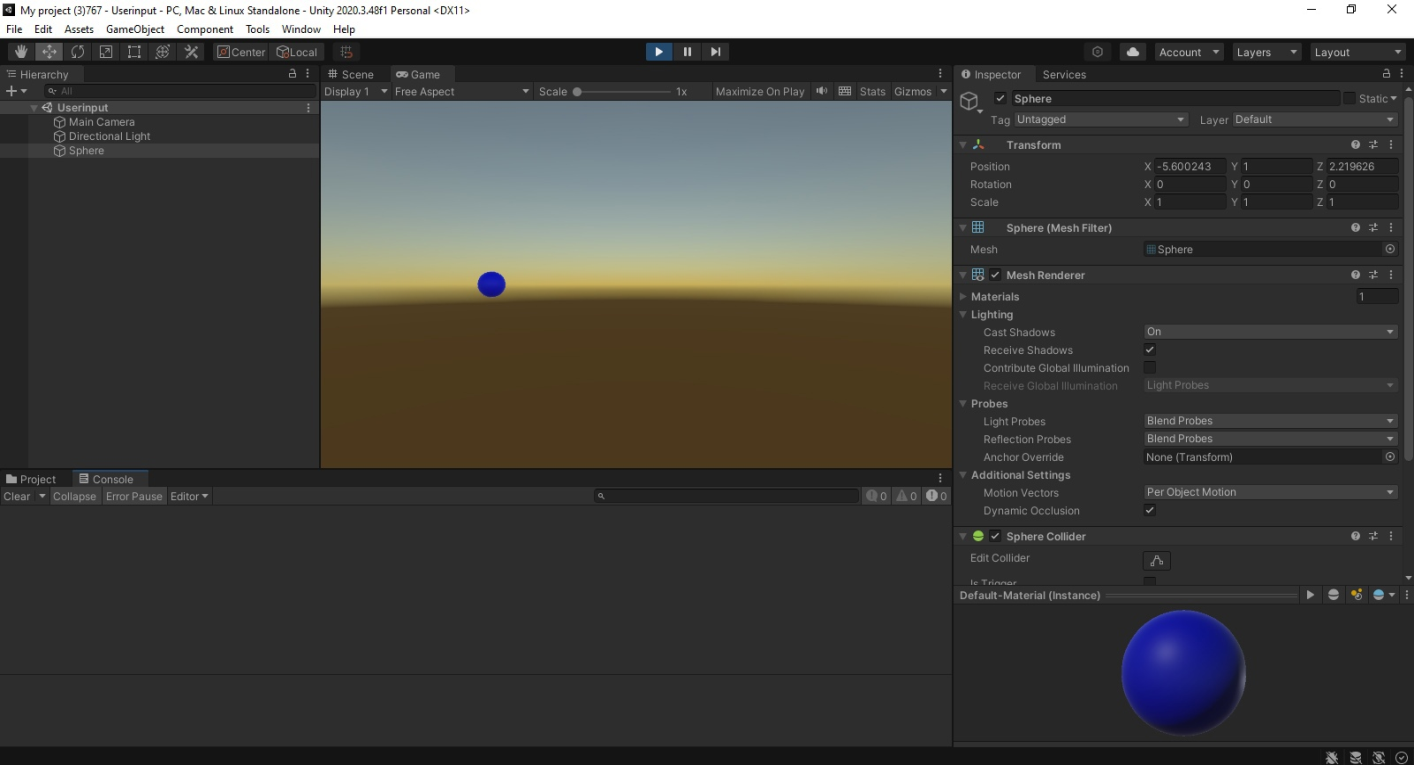 My project (3)767 - Userinput - PC, Mac & Linux Standalone - Unity 2020.3.48f1 Personal <DX11>
File Edit Assets GameObject Component Tools Window Help
Center Local Account Layers Layout
Hierarchy
All
Userinput
Main Camera
Directional Light
Sphere
Scene Game
Display 1 Free Aspect Scale 1x Maximize On Play Stats Gizmos
Project Console
Clear Collapse Error Pause Editor 0 0 0
Inspector Services
Sphere Static
Tag Untagged Layer Default
Transform
Position X -5.600243 Y 1 Z 2.219626
Rotation X 0 Y 0 Z 0
Scale X 1 Y 1 Z 1
Sphere (Mesh Filter)
Mesh Sphere
Mesh Renderer
Materials 1
Lighting
Cast Shadows On
Receive Shadows
Contribute Global Illumination
Receive Global Illumination Light Probes
Probes
Light Probes Blend Probes
Reflection Probes Blend Probes
Anchor Override None (Transform)
Additional Settings
Motion Vectors Per Object Motion
Dynamic Occlusion
Sphere Collider
Edit Collider
Is Trigger
Default-Material (Instance)